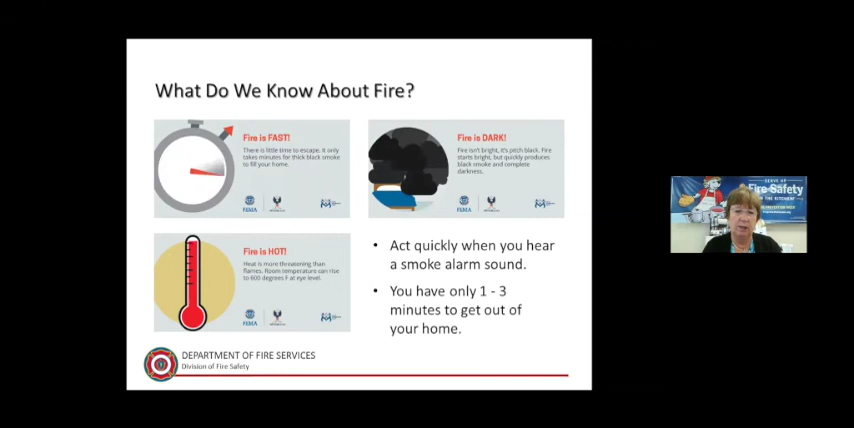 What Do We Know About Fire?
Fire is FAST!
There is little time to escape. It only
takes minutes for thick black smoke
to fill your home.
FEMA
Fire is DARK!
Fire isn't bright, it's pitch black. Fire
starts bright, but quickly produces
black smoke and complete
darkness.
FEMA
Fire is HOT!
Heat is more threatening than
flames. Room temperature can rise
to 600 degrees F at eye level.
FEMA
• Act quickly when you hear
a smoke alarm sound.
• You have only 1 - 3
minutes to get out of
your home.
DEPARTMENT OF FIRE SERVICES
Division of Fire Safety
SERVE UP
Fire Safety